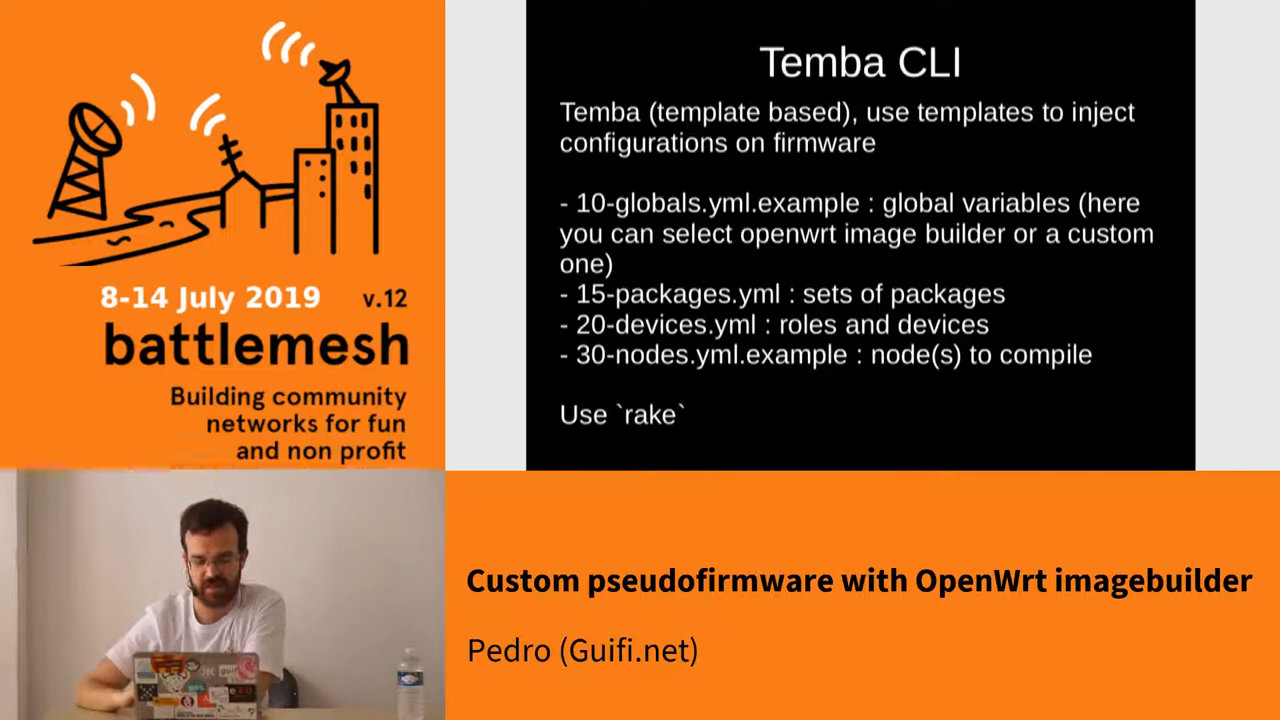 8-14 July 2019 v.12
battlemesh
Building community
networks for fun
and non profit
Temba CLI
Temba (template based), use templates to inject
configurations on firmware
- 10-globals.yml.example : global variables (here
you can select openwrt image builder or a custom
one)
- 15-packages.yml : sets of packages
- 20-devices.yml : roles and devices
- 30-nodes.yml.example : node(s) to compile
Use `rake`
Custom pseudofirmware with OpenWrt imagebuilder
Pedro (Guifi.net)